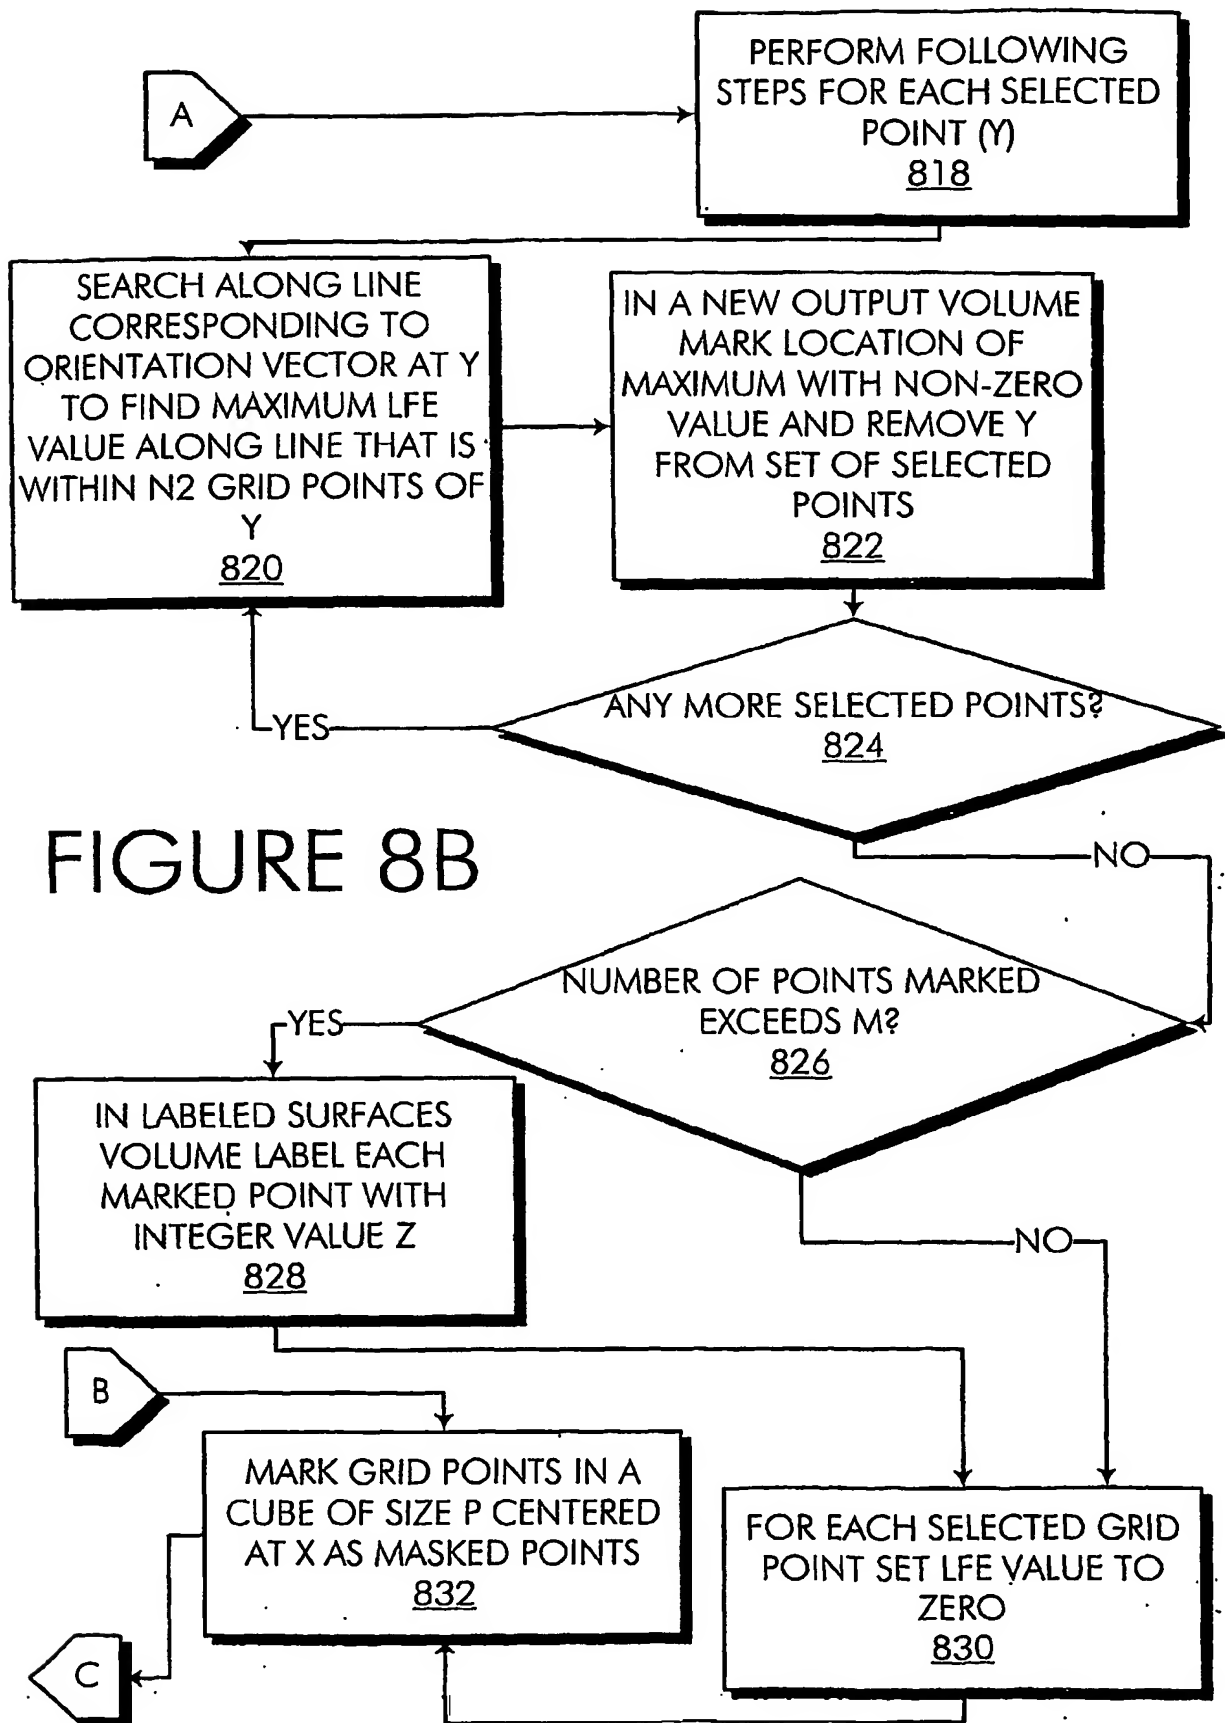 A
PERFORM FOLLOWING
STEPS FOR EACH SELECTED
POINT (Y)
818
SEARCH ALONG LINE
CORRESPONDING TO
ORIENTATION VECTOR AT Y
TO FIND MAXIMUM LFE
VALUE ALONG LINE THAT IS
WITHIN N2 GRID POINTS OF
Y
820
IN A NEW OUTPUT VOLUME
MARK LOCATION OF
MAXIMUM WITH NON-ZERO
VALUE AND REMOVE Y
FROM SET OF SELECTED
POINTS
822
ANY MORE SELECTED POINTS?
824
YES
NO
FIGURE 8B
NUMBER OF POINTS MARKED
EXCEEDS M?
826
YES
NO
IN LABELED SURFACES
VOLUME LABEL EACH
MARKED POINT WITH
INTEGER VALUE Z
828
B
MARK GRID POINTS IN A
CUBE OF SIZE P CENTERED
AT X AS MASKED POINTS
832
FOR EACH SELECTED GRID
POINT SET LFE VALUE TO
ZERO
830
C